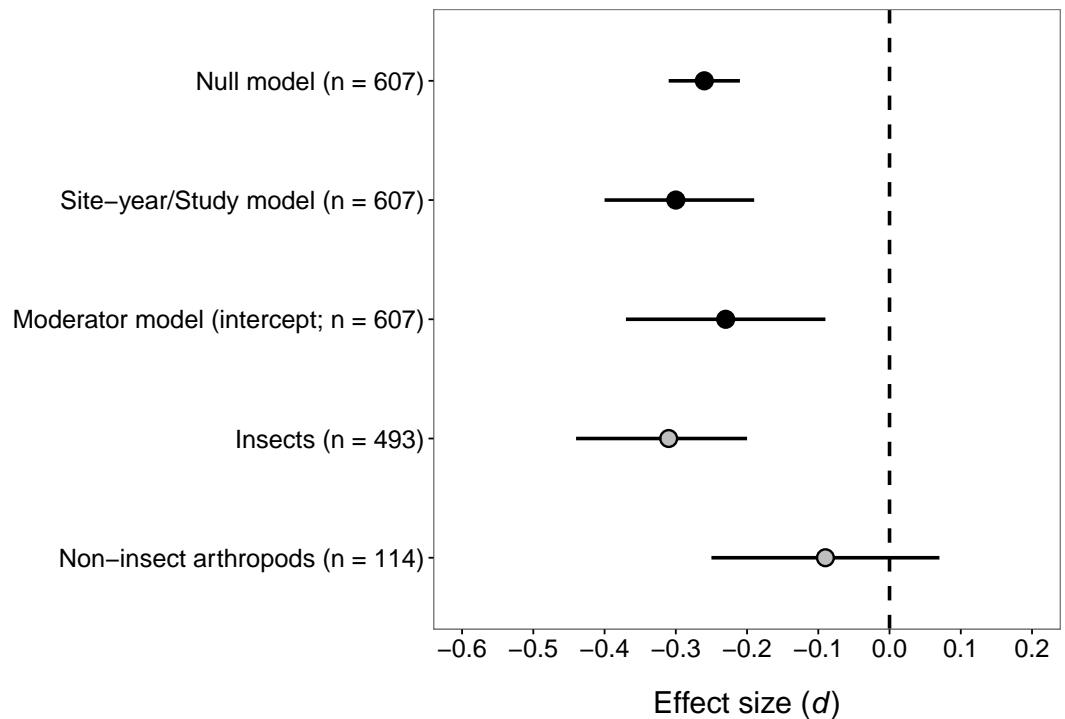 Null model (n = 607)
Site−year/Study model (n = 607)
Moderator model (intercept; n = 607)
Insects (n = 493)
Non−insect arthropods (n = 114)
−0.6 −0.5 −0.4 −0.3 −0.2 −0.1 0.0 0.1 0.2
Effect size (d)